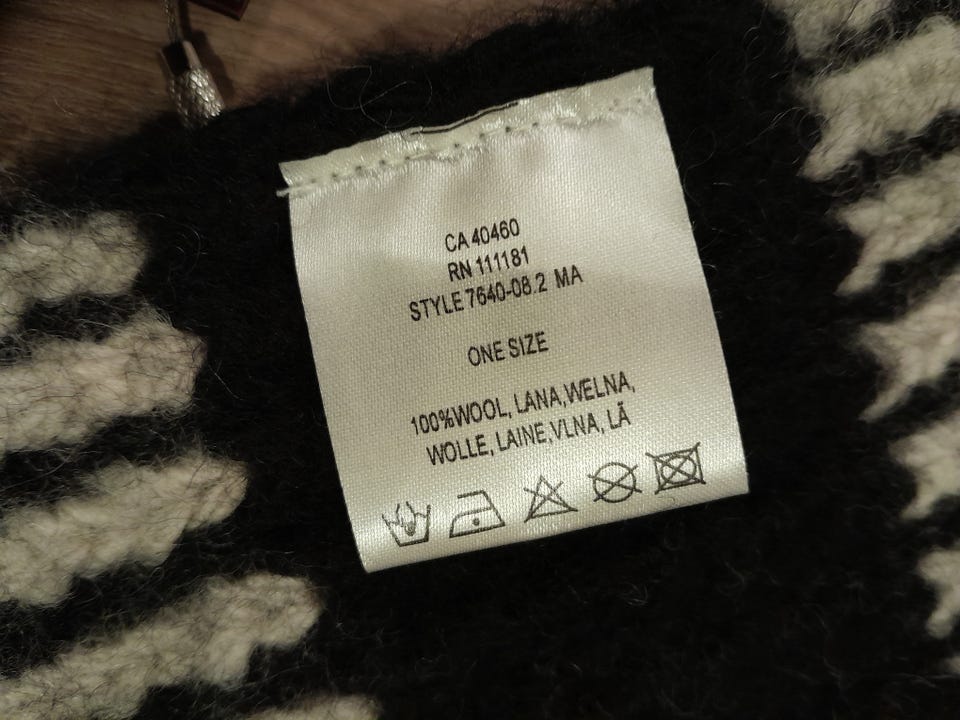 CA 40460
RN 111181
STYLE 7640-08.2 MA
ONE SIZE
100%WOOL, LANA,WELNA,
WOLLE, LAINE,VLNA, LÃ